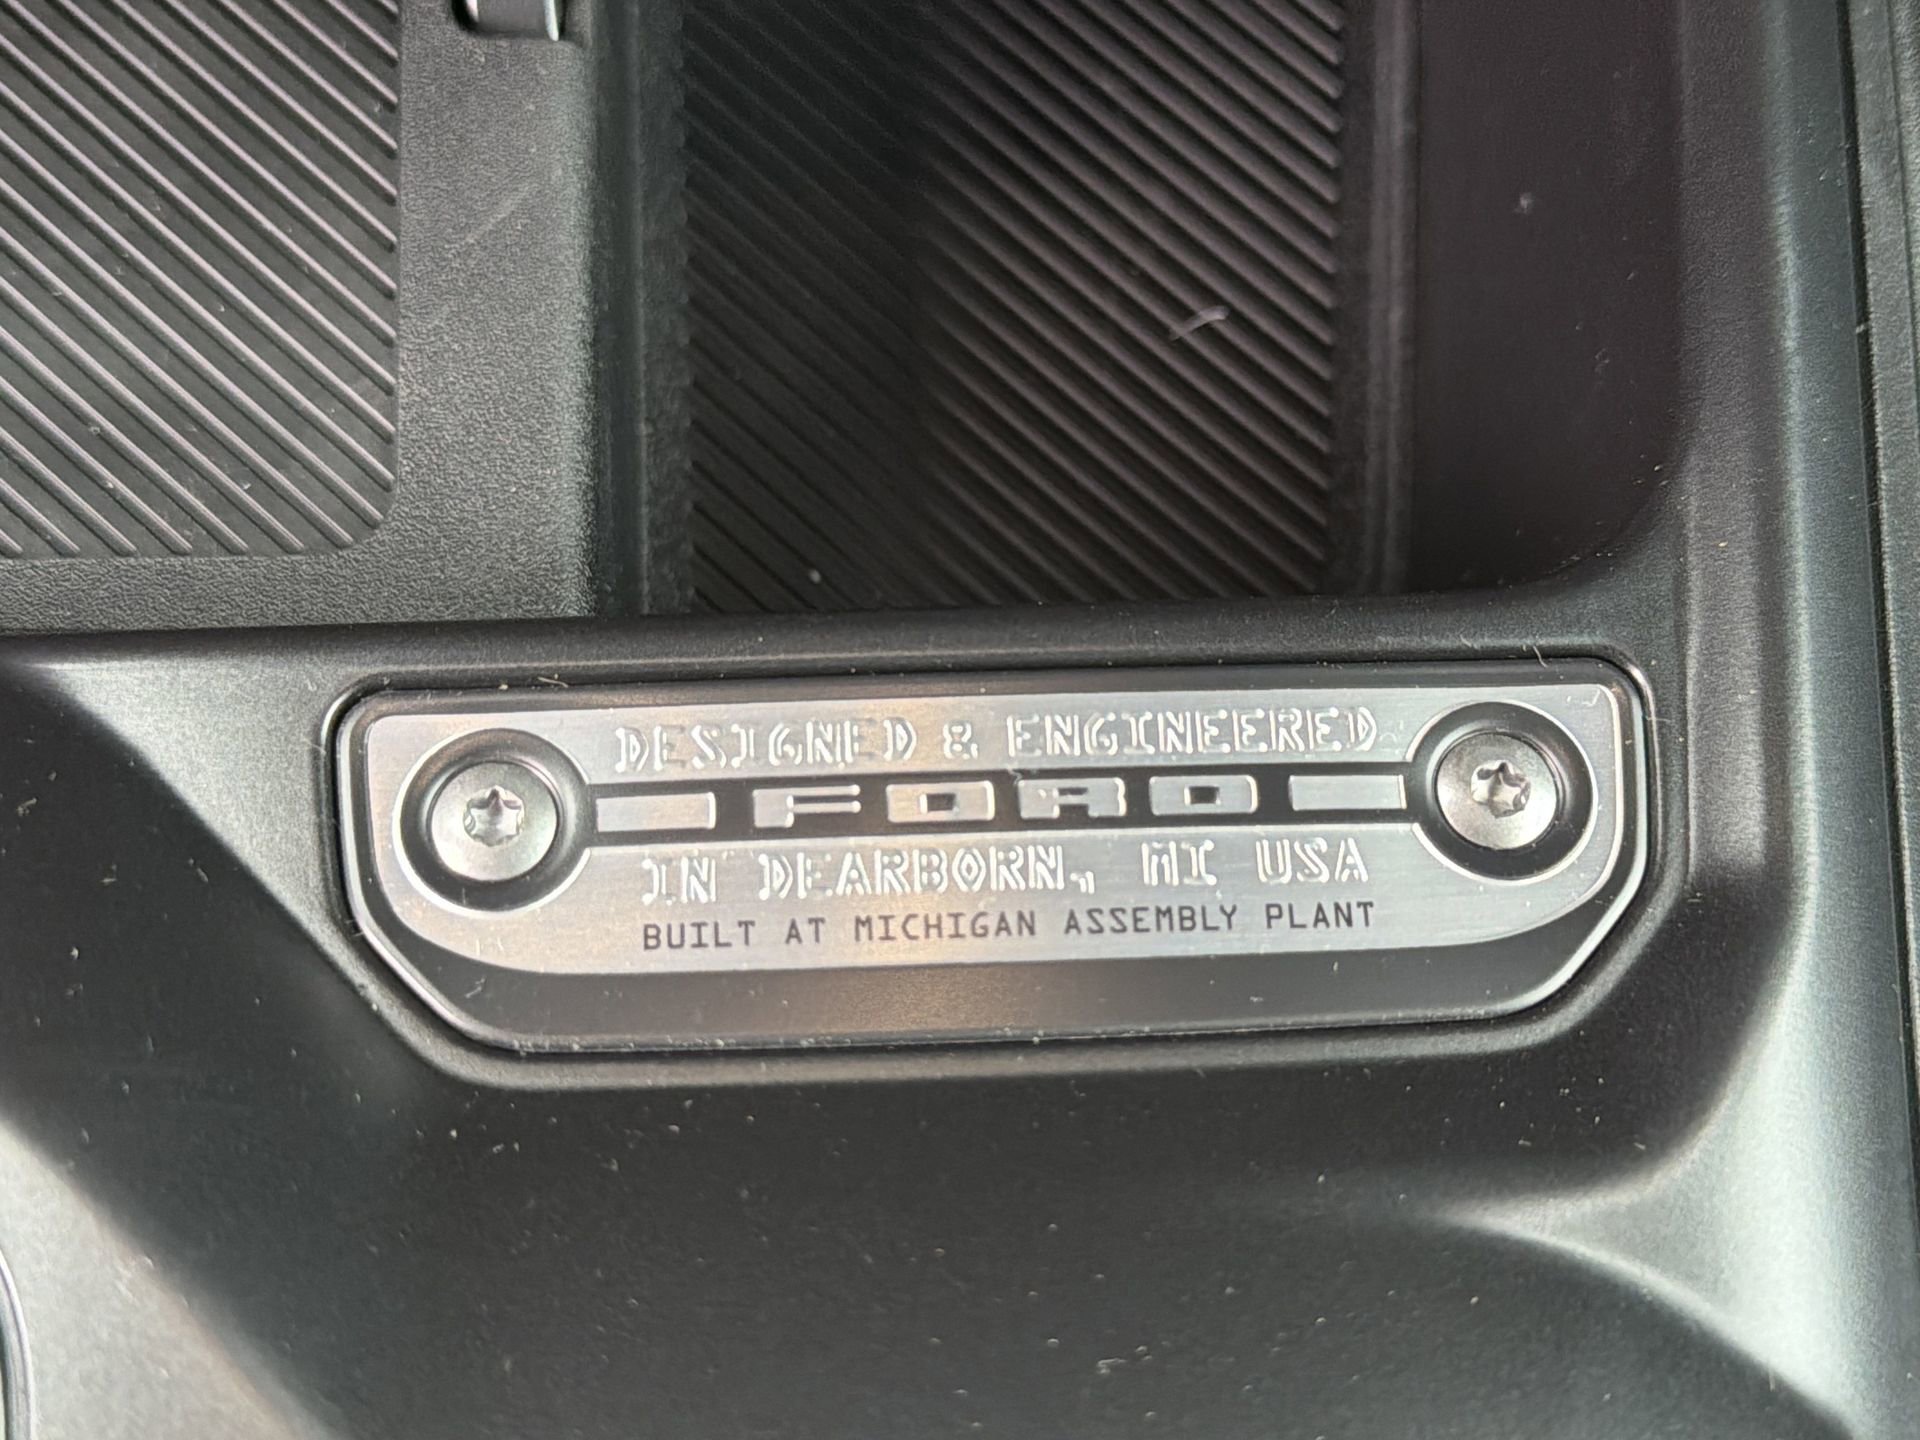 DESIGNED & ENGINEERED
FORD
IN DEARBORN, MI USA
BUILT AT MICHIGAN ASSEMBLY PLANT